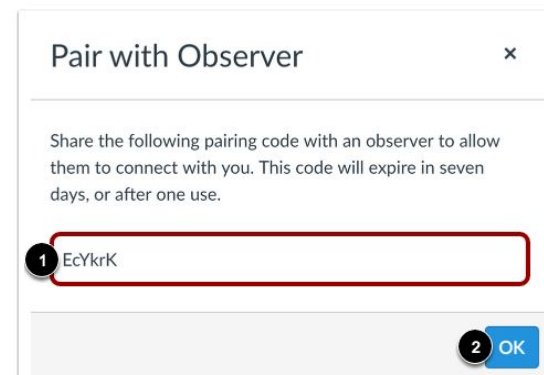 Pair with Observer ×
Share the following pairing code with an observer to allow
them to connect with you. This code will expire in seven
days, or after one use.
1 EcYkrK
2 OK